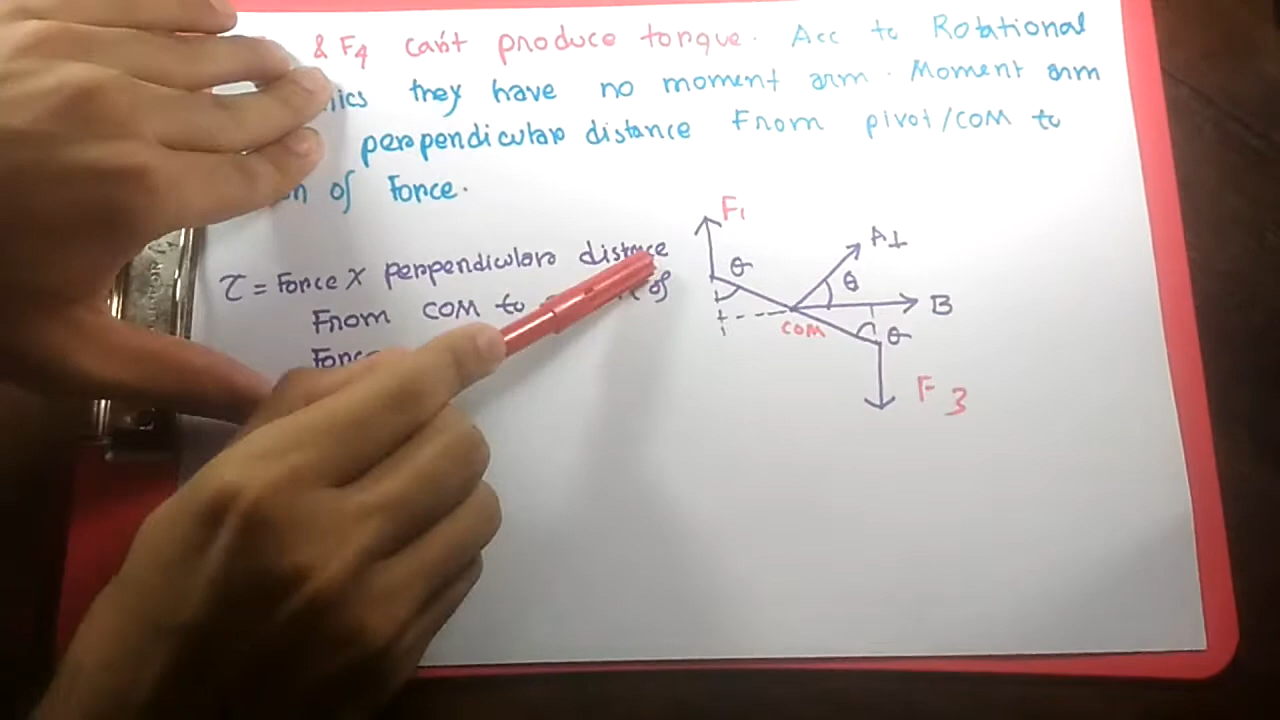 & F4 can't produce torque. Acc to Rotational
they have no moment arm. Moment arm
perpendicular distance From pivot/COM to
of Force.
F1
τ = Force X perpendicular distance
From COM to of
A⊥
θ
θ
B
COM
θ
F3